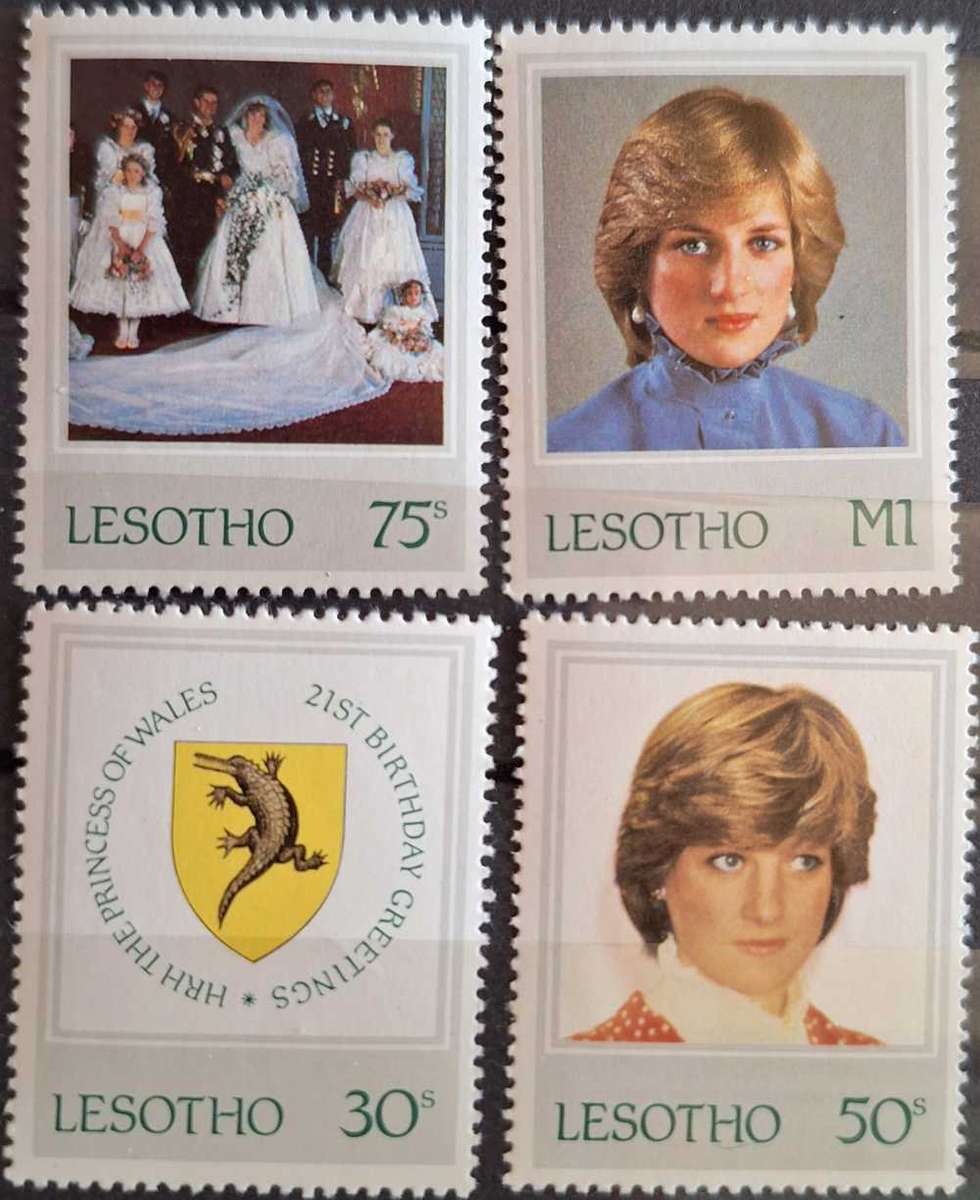 LESOTHO 75s
LESOTHO M1
HRH THE PRINCESS OF WALES * 21ST BIRTHDAY GREETINGS
LESOTHO 30s
LESOTHO 50s